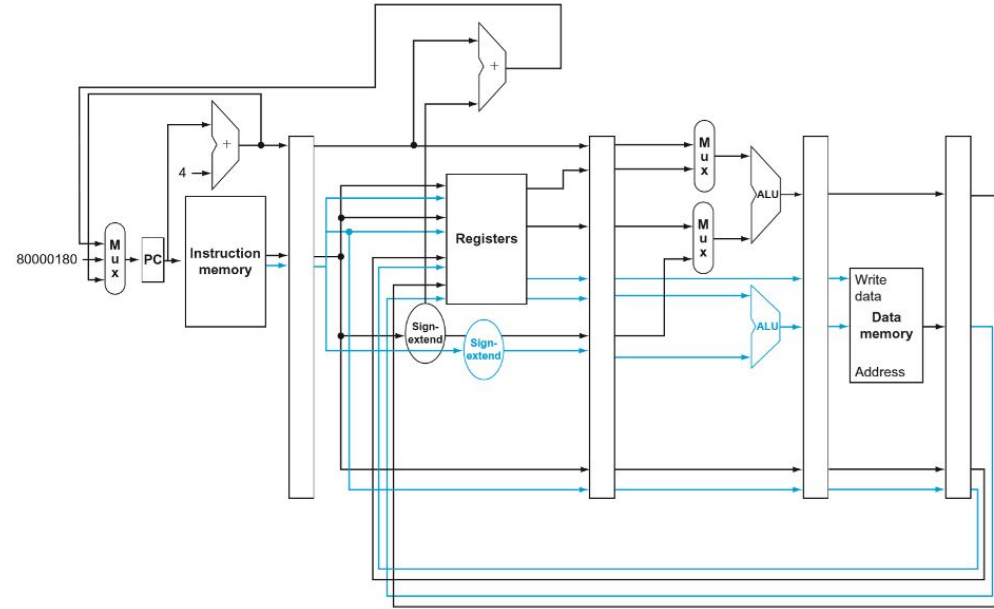 +
+
4
M
u
x
ALU
Registers
M
u
x
80000180
M
u
x
PC
Instruction
memory
Write
data
Data
memory
Address
Sign-
extend
Sign-
extend
ALU